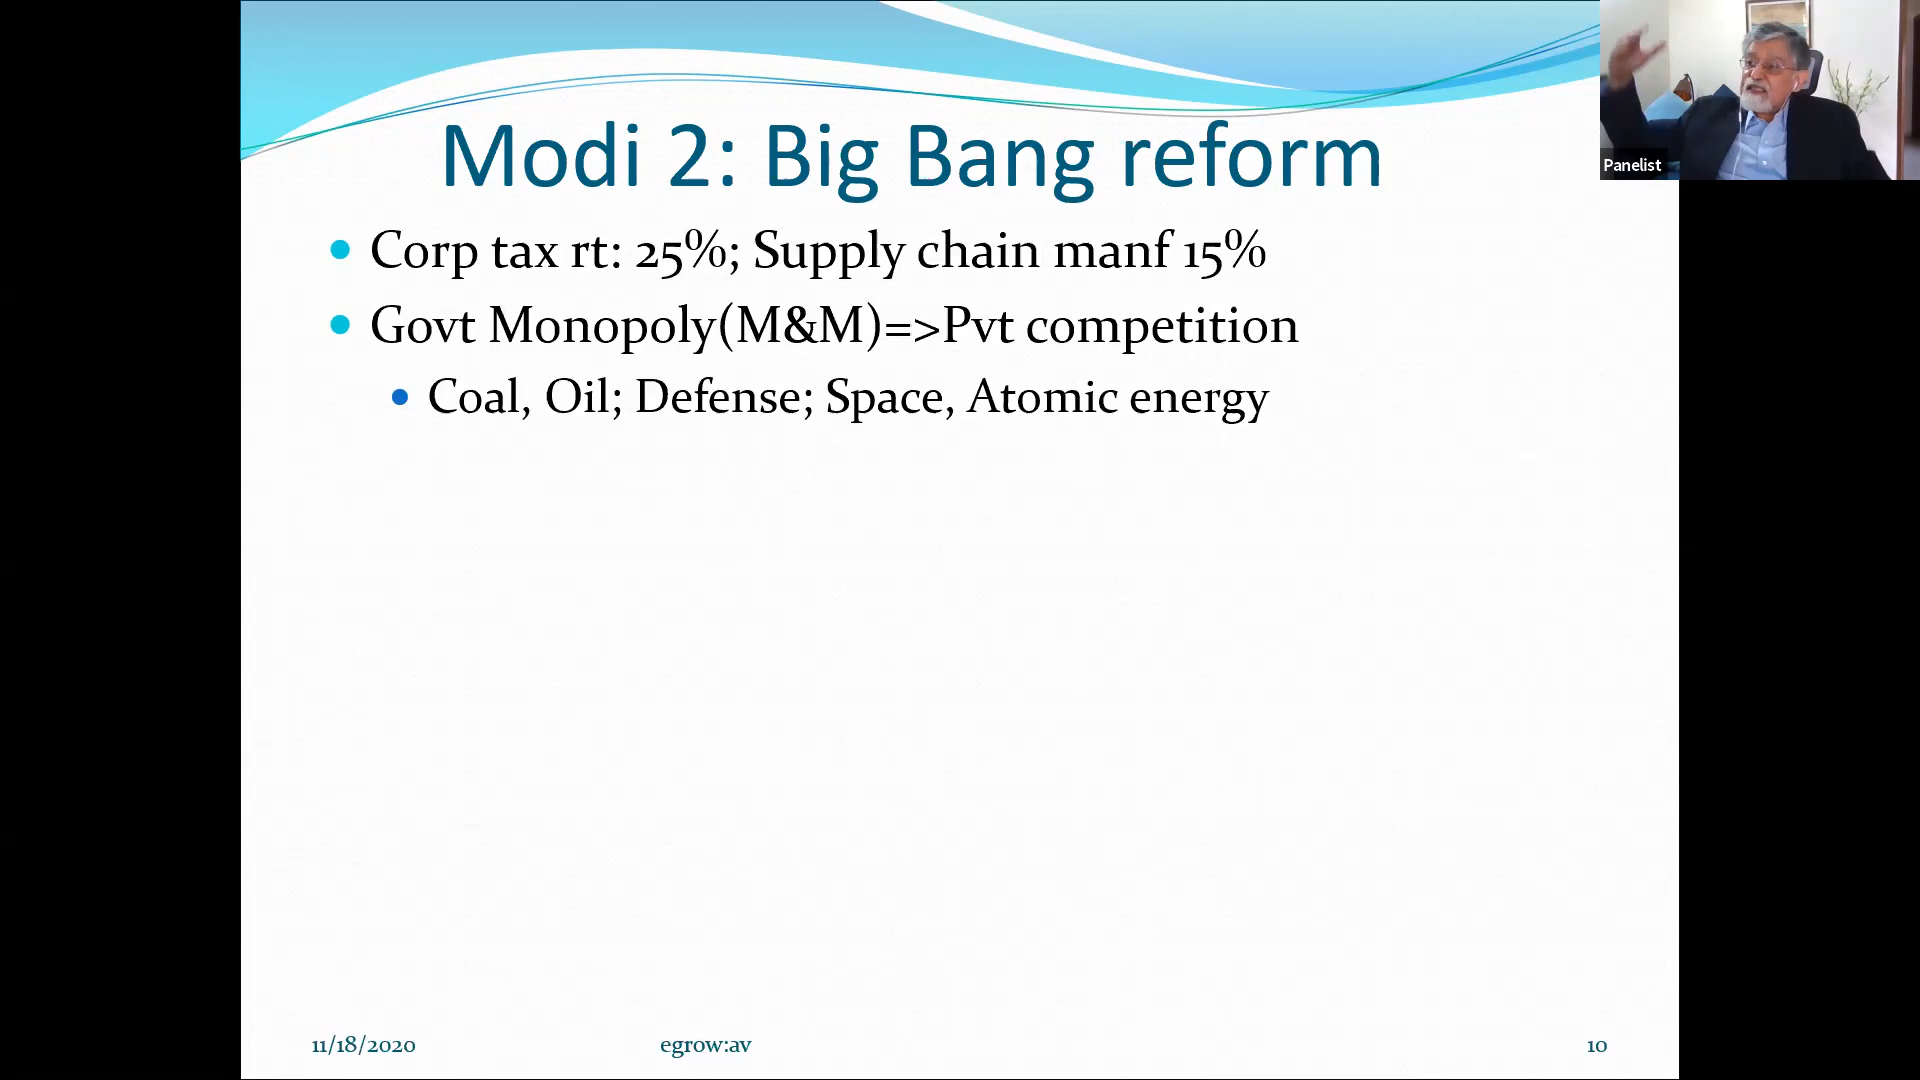 Modi 2: Big Bang reform
Corp tax rt: 25%; Supply chain manf 15%
Govt Monopoly(M&M)=>Pvt competition
Coal, Oil; Defense; Space, Atomic energy
11/18/2020
egrow:av
10
Panelist